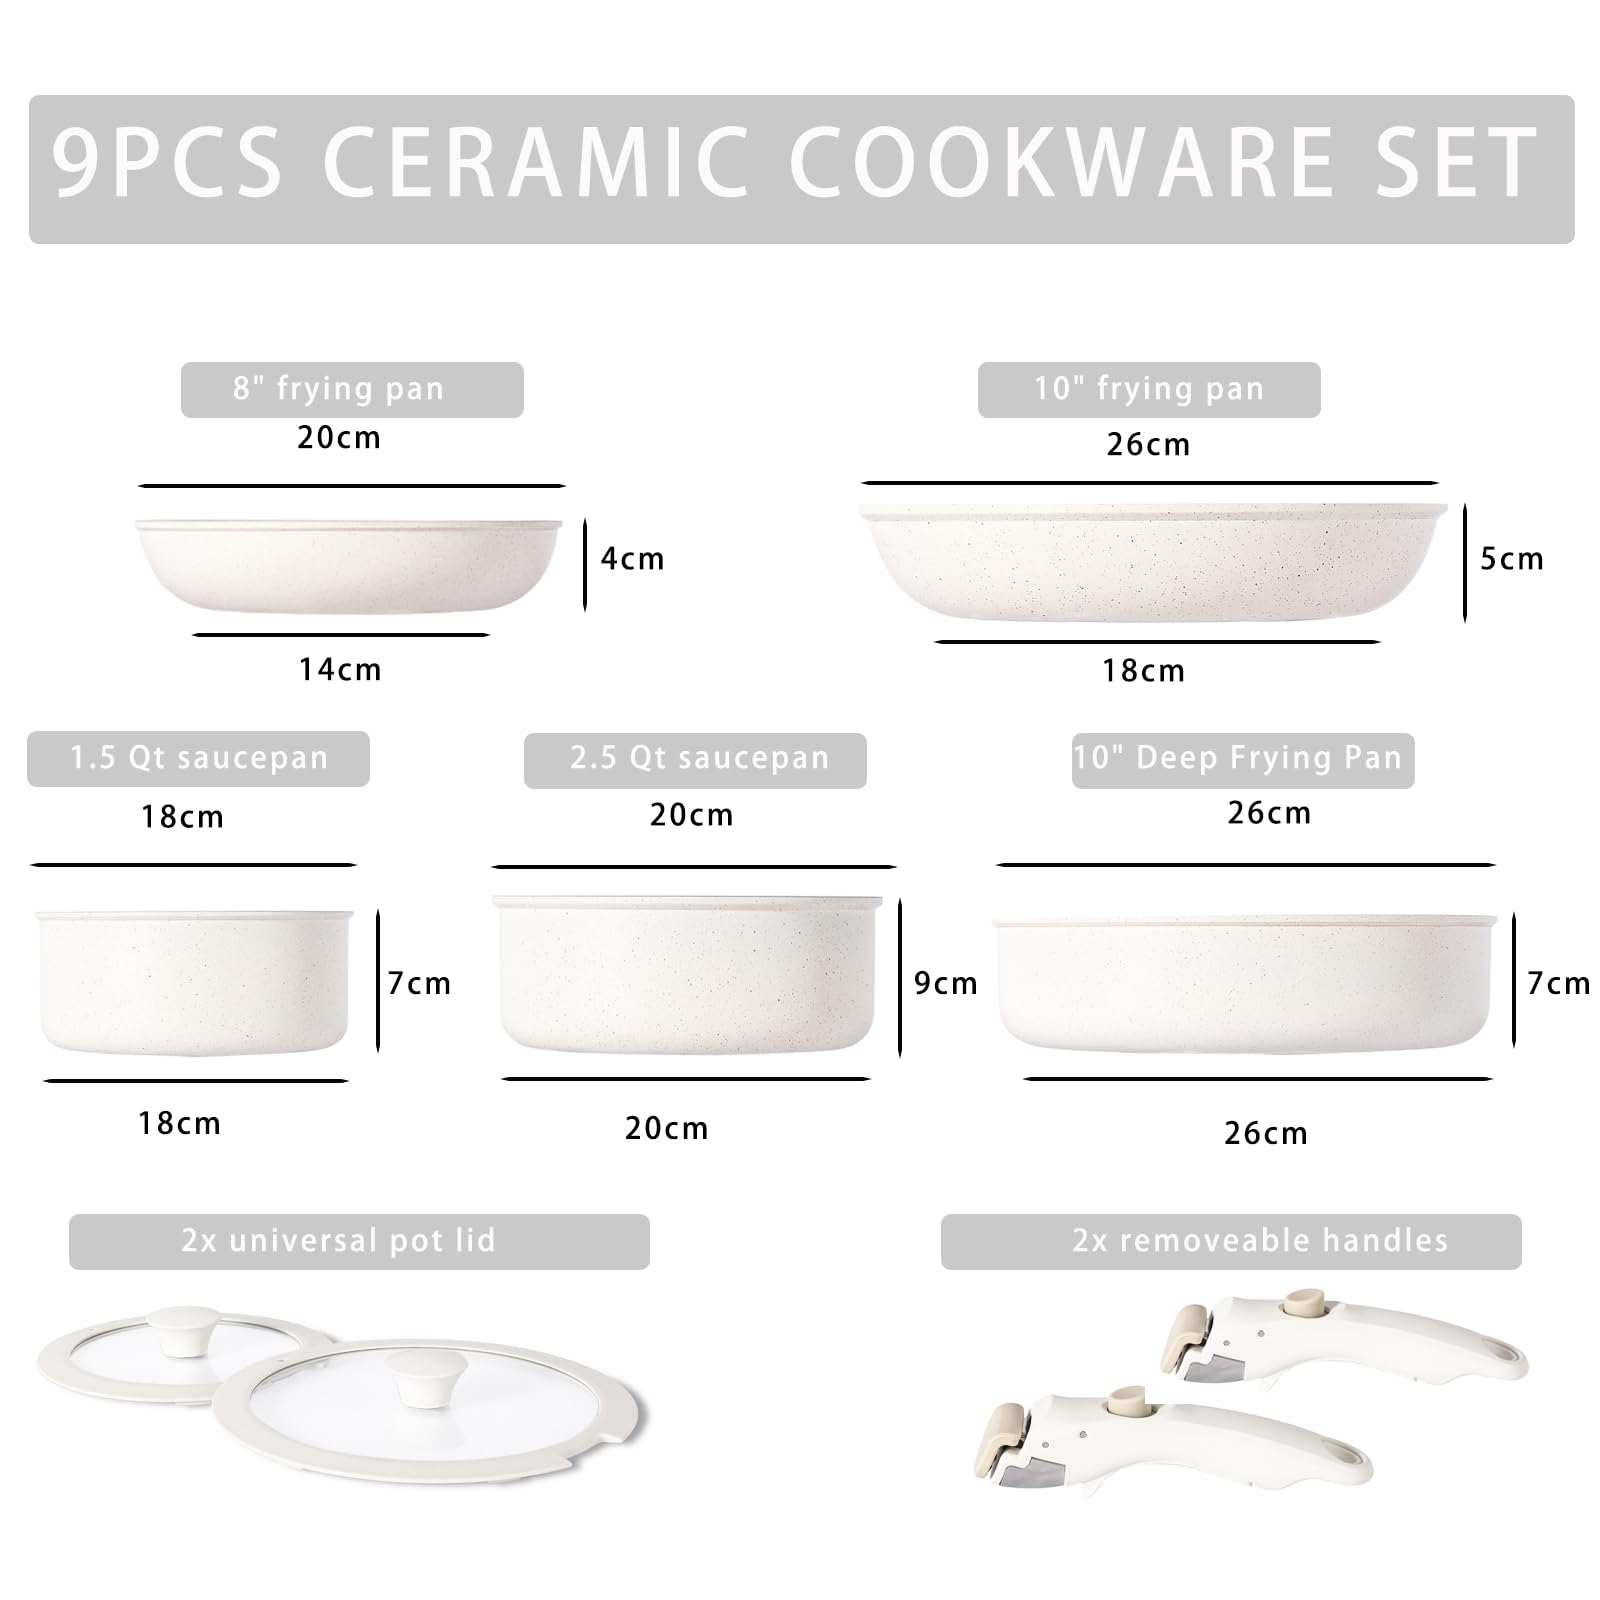 9PCS CERAMIC COOKWARE SET
8" frying pan
20cm
4cm
14cm
10" frying pan
26cm
5cm
18cm
1.5 Qt saucepan
18cm
7cm
18cm
2.5 Qt saucepan
20cm
9cm
20cm
10" Deep Frying Pan
26cm
7cm
26cm
2x universal pot lid
2x removeable handles